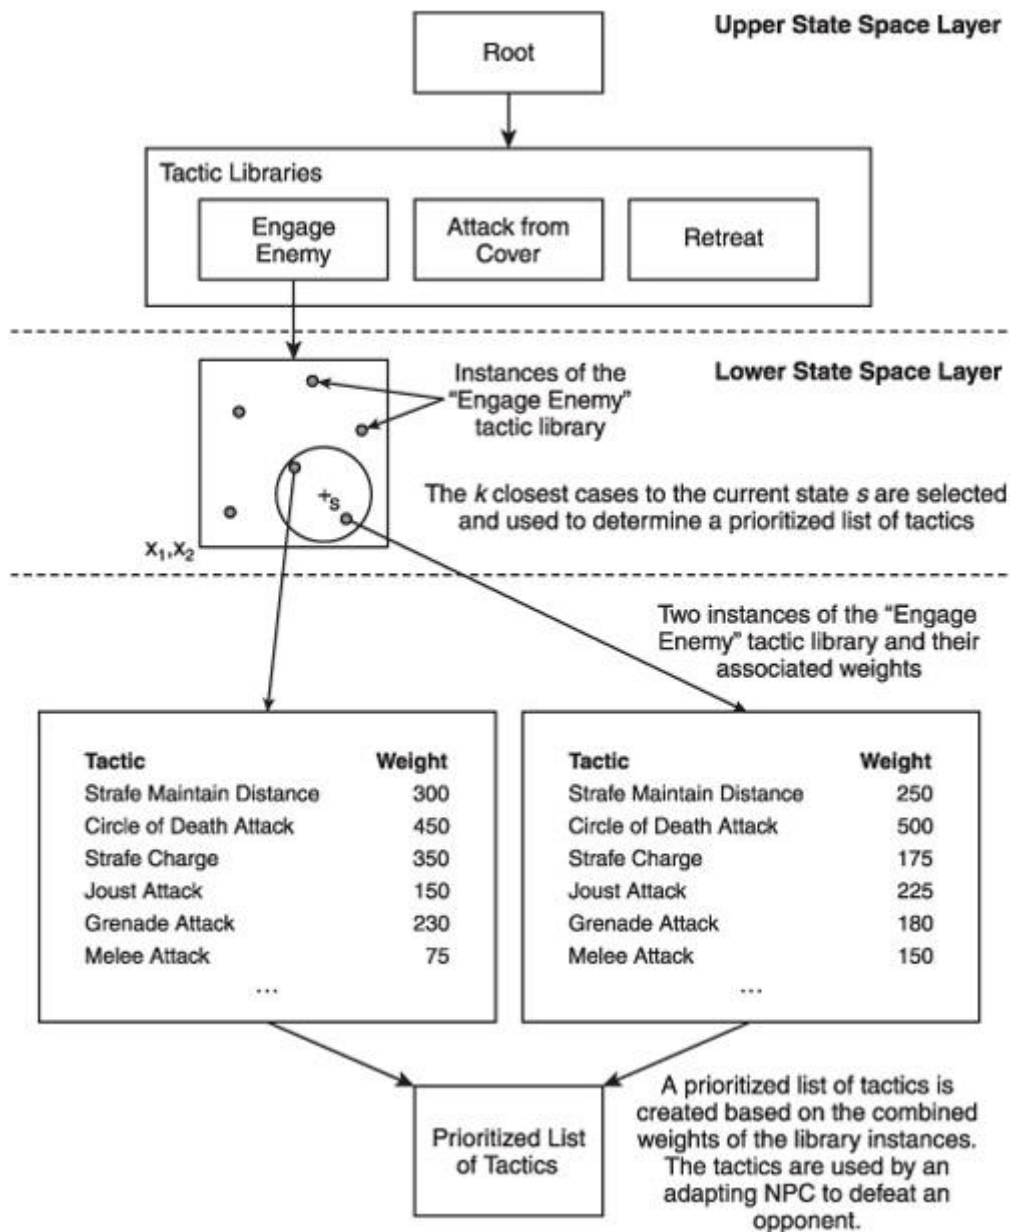 Upper State Space Layer
Root
Tactic Libraries
Engage
Enemy
Attack from
Cover
Retreat
Lower State Space Layer
Instances of the
“Engage Enemy”
tactic library
+s
The k closest cases to the current state s are selected
and used to determine a prioritized list of tactics
x1,x2
Two instances of the “Engage
Enemy” tactic library and their
associated weights
Tactic Weight
Strafe Maintain Distance 300
Circle of Death Attack 450
Strafe Charge 350
Joust Attack 150
Grenade Attack 230
Melee Attack 75
...
Tactic Weight
Strafe Maintain Distance 250
Circle of Death Attack 500
Strafe Charge 175
Joust Attack 225
Grenade Attack 180
Melee Attack 150
...
Prioritized List
of Tactics
A prioritized list of tactics is
created based on the combined
weights of the library instances.
The tactics are used by an
adapting NPC to defeat an
opponent.